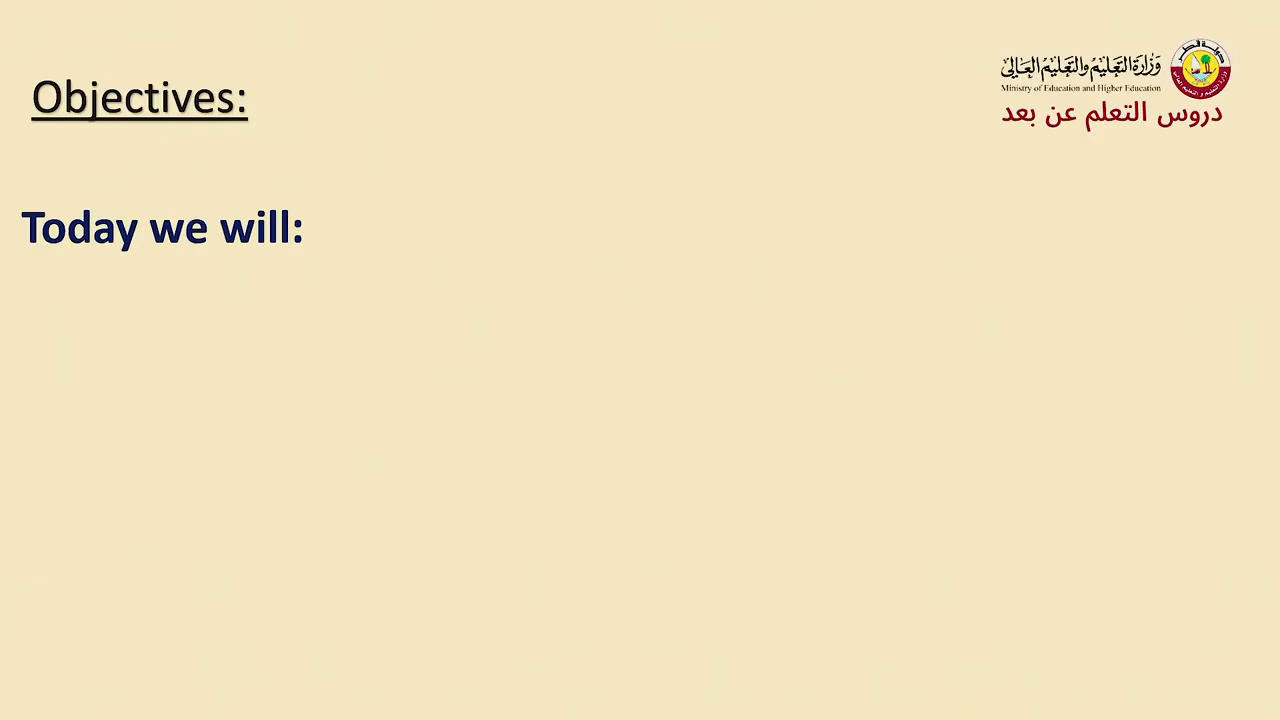 Objectives:
وزارة التعليم والتعليم العالي
Ministry of Education and Higher Education
دروس التعلم عن بعد
Today we will: